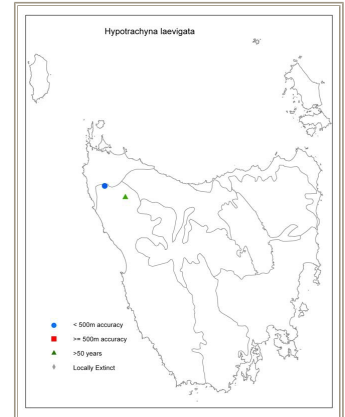 Hypotrachyna laevigata
< 500m accuracy
>= 500m accuracy
>50 years
Locally Extinct